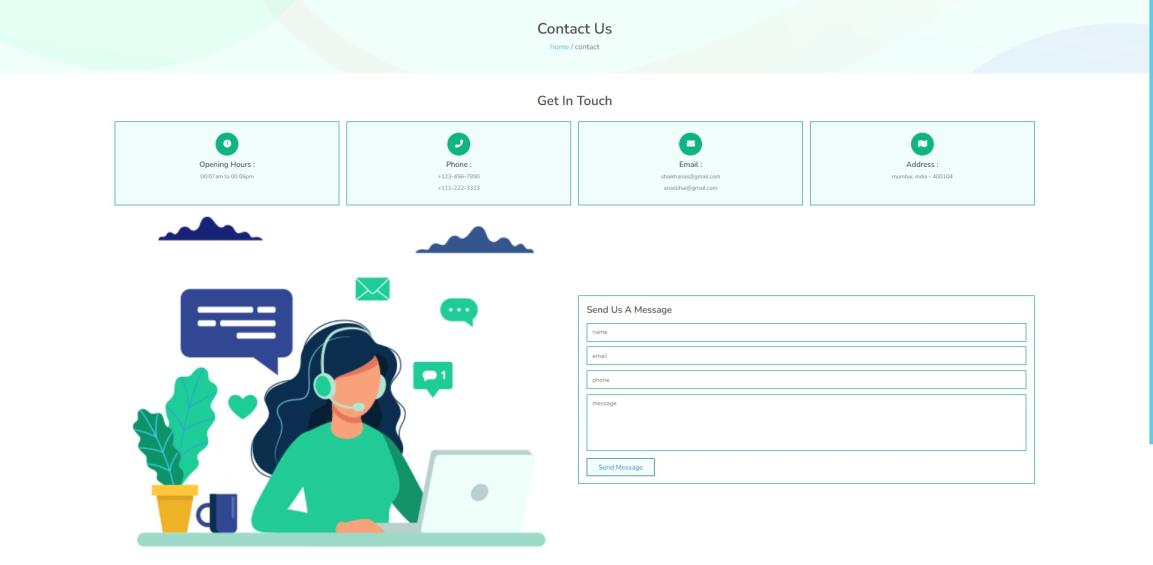 Contact Us
home / contact
Get In Touch
Opening Hours :
00:07am to 00:06pm
Phone :
+123-456-7890
+111-222-3333
Email :
shaikhanas@gmail.com
anasbhai@gmail.com
Address :
mumbai, india - 400104
1
Send Us A Message
name
email
phone
message
Send Message